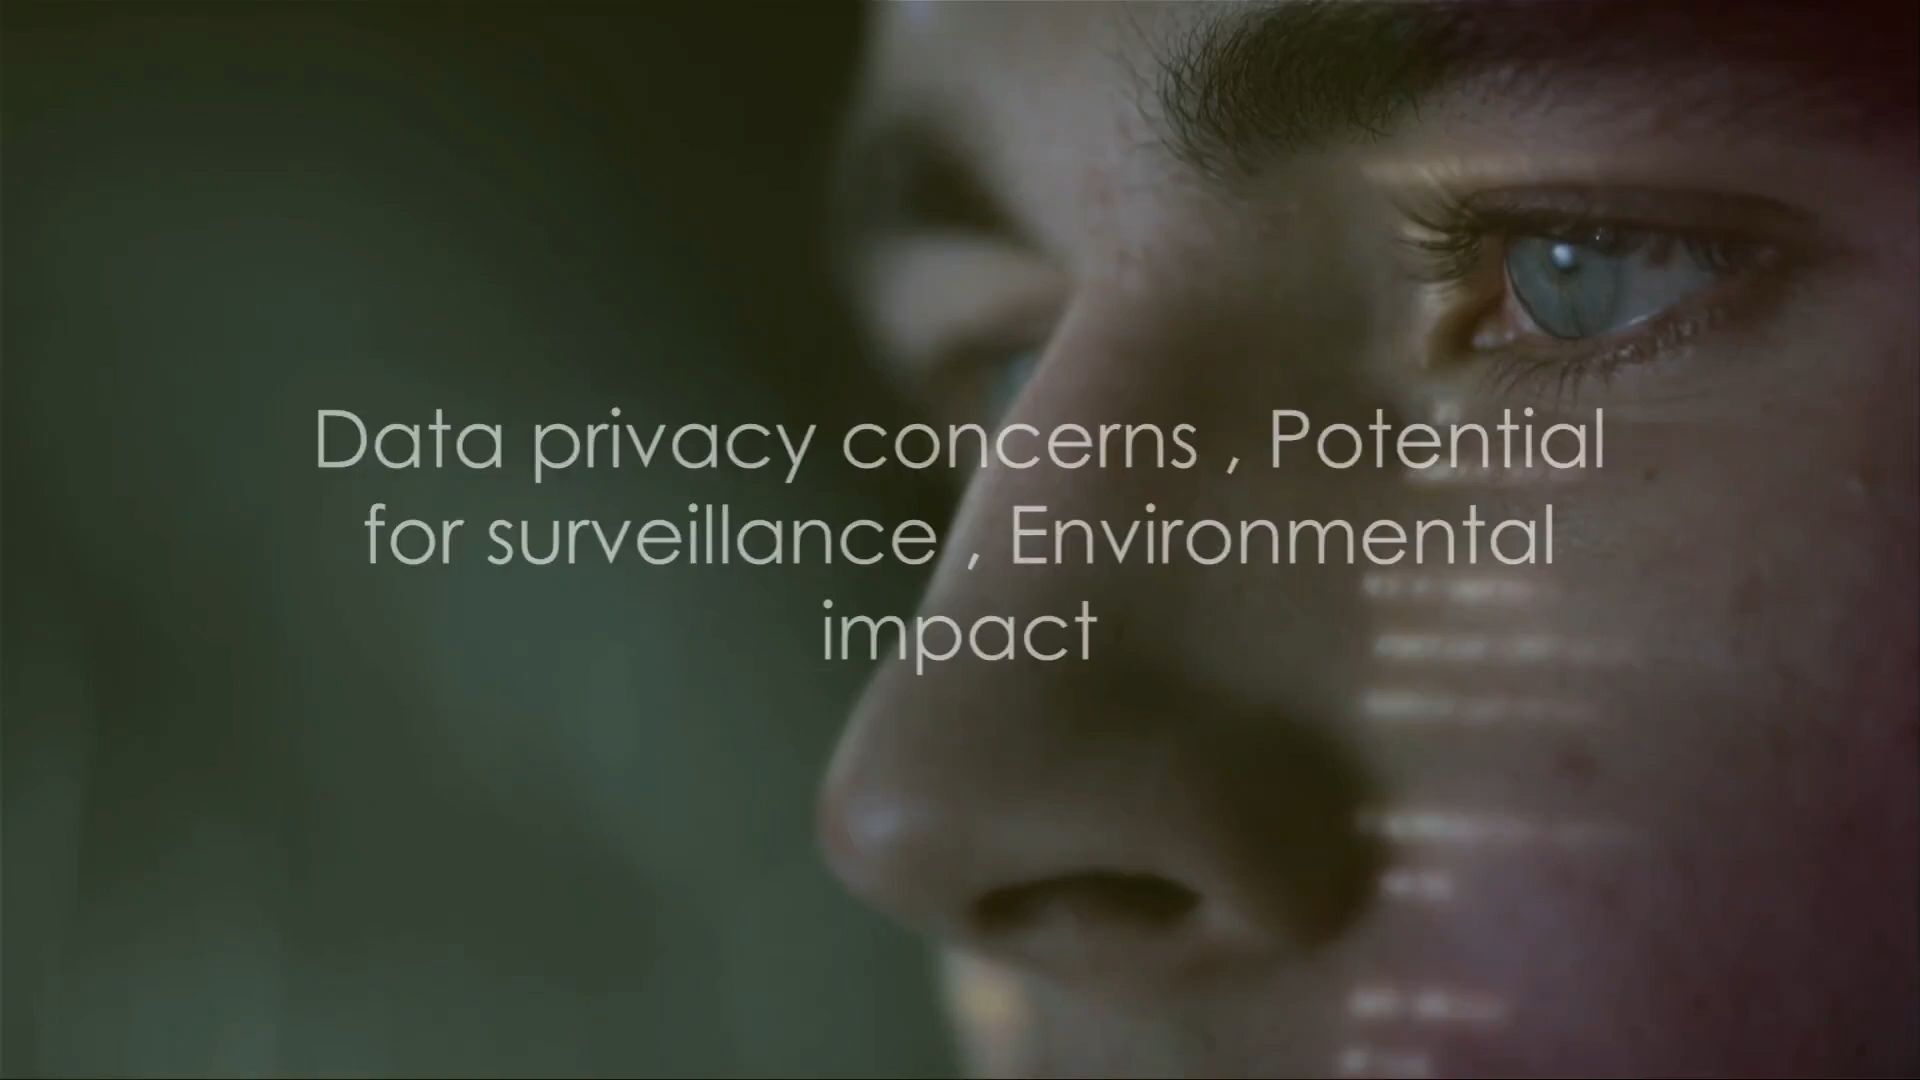 Data privacy concerns , Potential
for surveillance , Environmental
impact